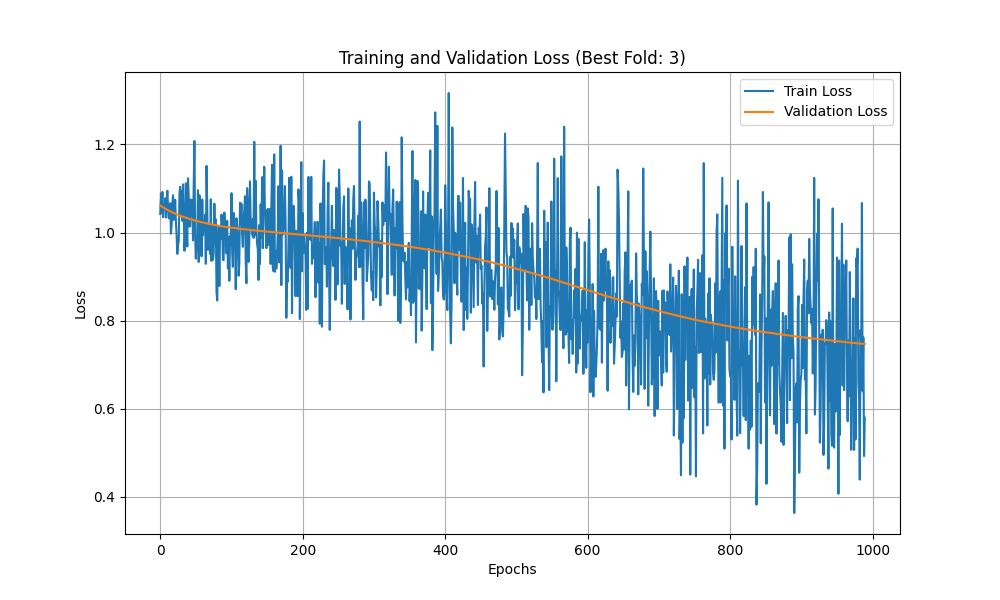 Training and Validation Loss (Best Fold: 3)
Train Loss
Validation Loss
Loss
1.2
1.0
0.8
0.6
0.4
0 200 400 600 800 1000
Epochs